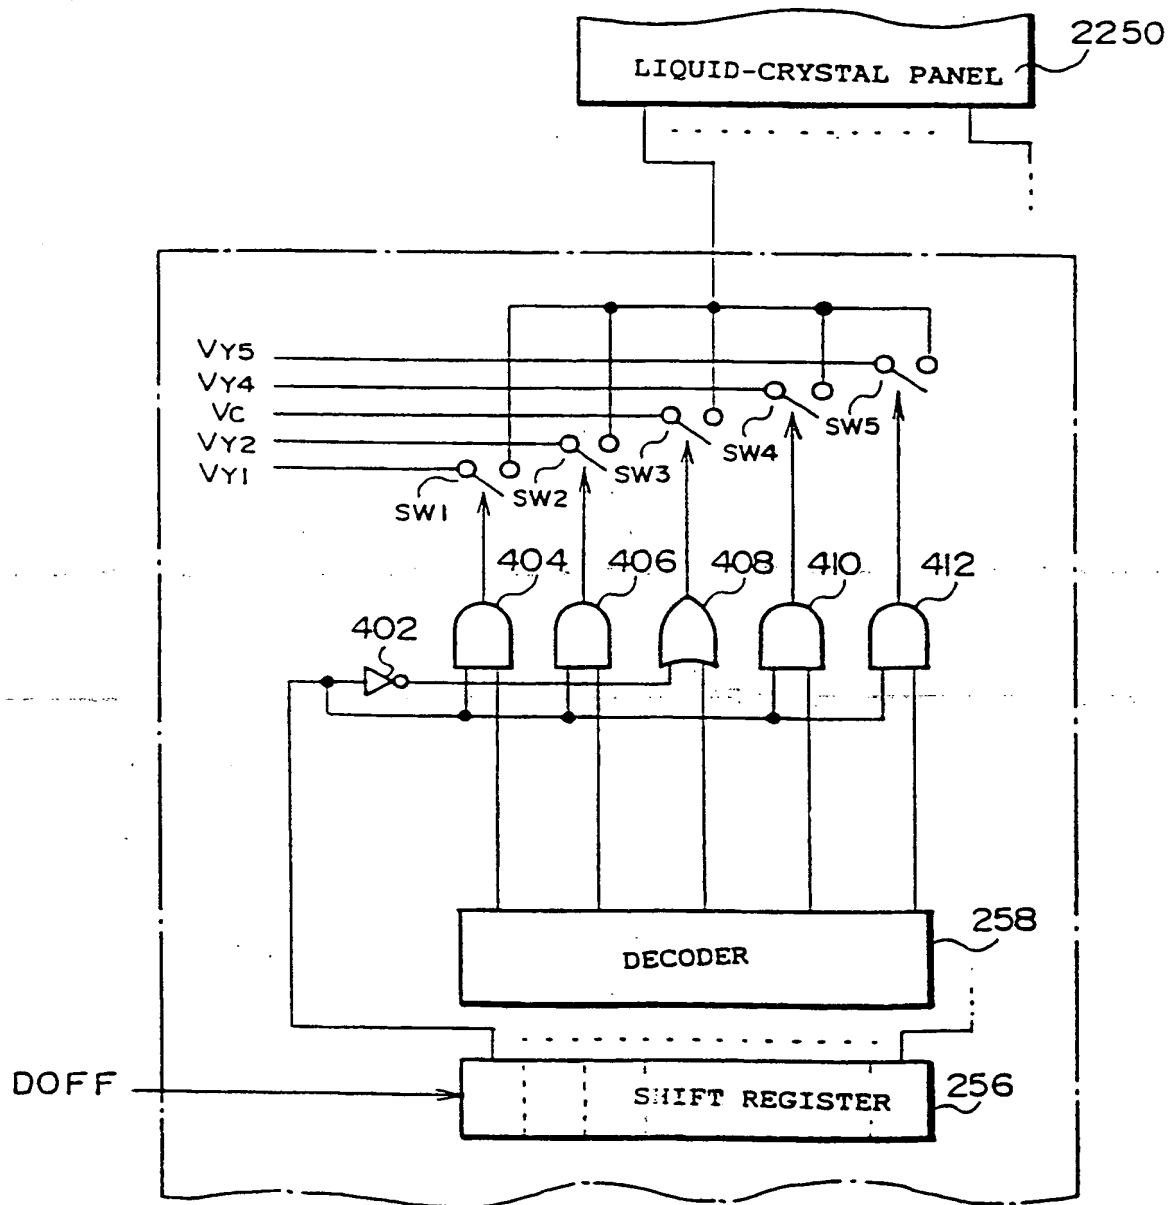 2250
LIQUID-CRYSTAL PANEL
VY5
VY4
VC
VY2
VY1
SW5
SW4
SW3
SW2
SW1
404
406
408
410
412
402
258
DECODER
DOFF
SHIFT REGISTER
256